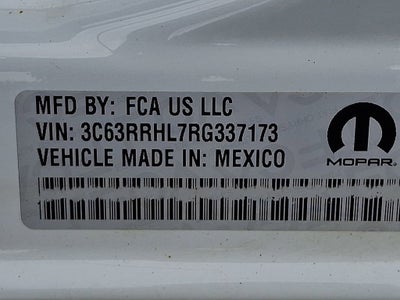 MFD BY: FCA US LLC
VIN: 3C63RRHL7RG337173
VEHICLE MADE IN: MEXICO
MOPAR